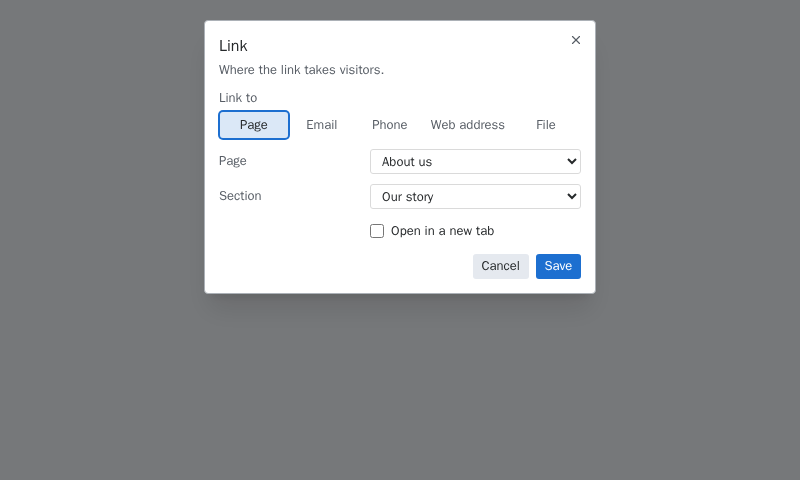 Link
×
Where the link takes visitors.
Link to
Page Email Phone Web address File
Page About us
Section Our story
Open in a new tab
Cancel Save